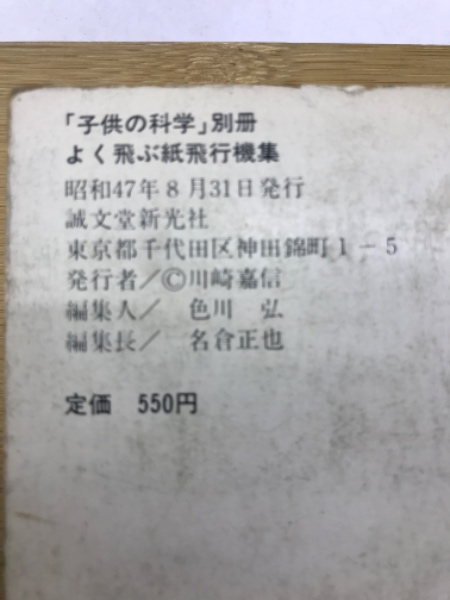 「子供の科学」別冊
よく飛ぶ紙飛行機集
昭和47年8月31日発行
誠文堂新光社
東京都千代田区神田錦町1-5
発行者/©川崎嘉信
編集人/ 色川 弘
編集長/ 名倉正也
定価 550円